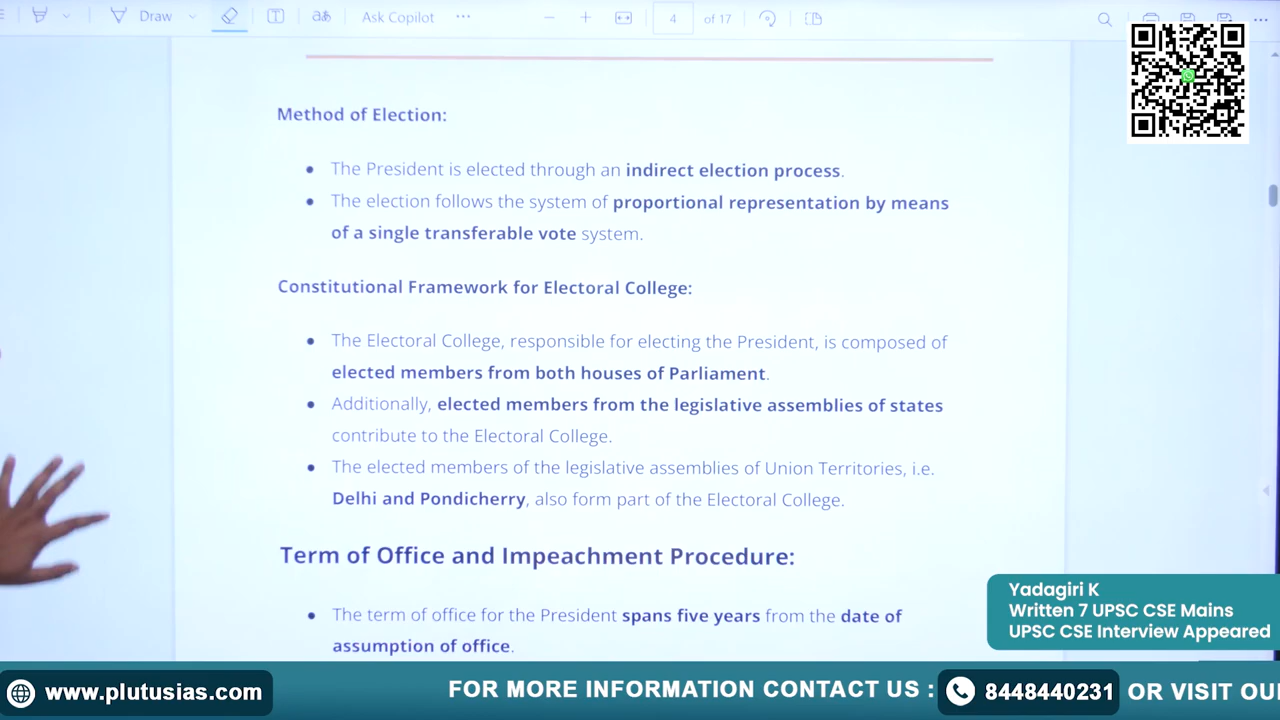 Draw
Ask Copilot
4 of 17
Method of Election:
The President is elected through an indirect election process.
The election follows the system of proportional representation by means
of a single transferable vote system.
Constitutional Framework for Electoral College:
The Electoral College, responsible for electing the President, is composed of
elected members from both houses of Parliament.
Additionally, elected members from the legislative assemblies of states
contribute to the Electoral College.
The elected members of the legislative assemblies of Union Territories, i.e.
Delhi and Pondicherry, also form part of the Electoral College.
Term of Office and Impeachment Procedure:
The term of office for the President spans five years from the date of
assumption of office.
Yadagiri K
Written 7 UPSC CSE Mains
UPSC CSE Interview Appeared
www.plutusias.com
FOR MORE INFORMATION CONTACT US :
8448440231
OR VISIT OU